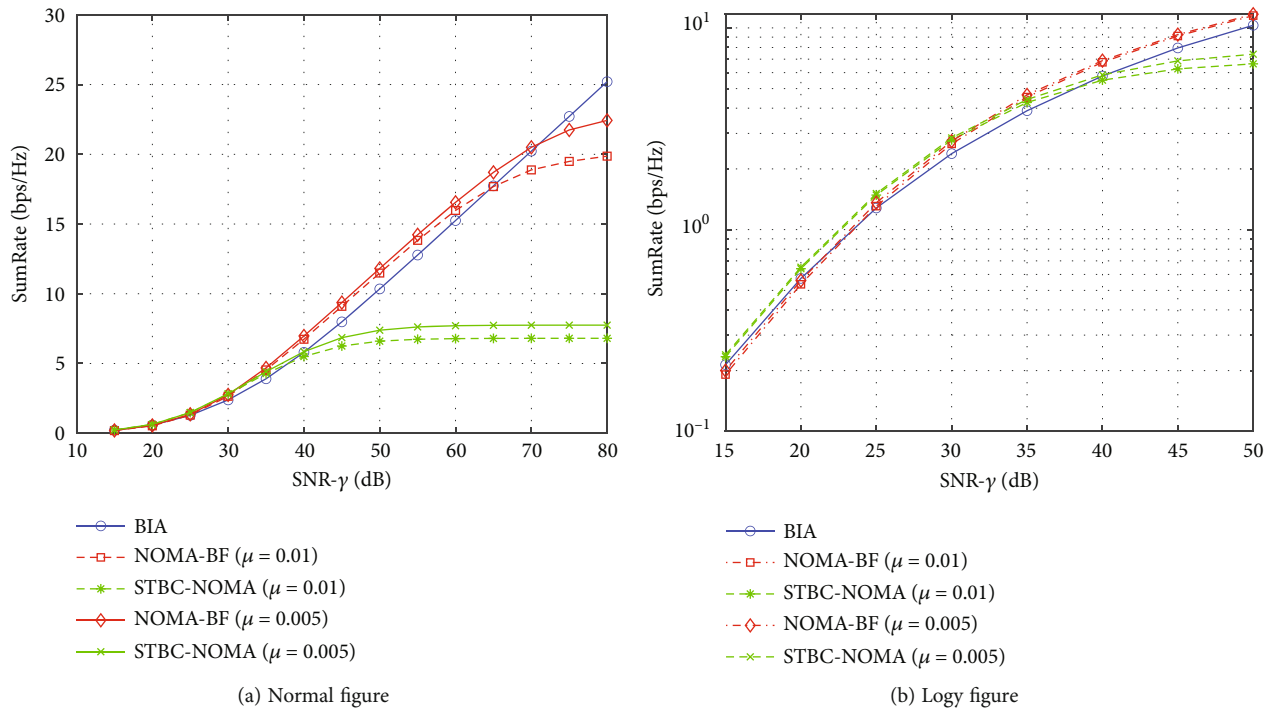 30
25
20
15
10
5
0
SumRate (bps/Hz)
10 20 30 40 50 60 70 80
SNR-γ (dB)
BIA
NOMA-BF (μ = 0.01)
STBC-NOMA (μ = 0.01)
NOMA-BF (μ = 0.005)
STBC-NOMA (μ = 0.005)
(a) Normal figure
10¹
10⁰
10⁻¹
SumRate (bps/Hz)
15 20 25 30 35 40 45 50
SNR-γ (dB)
BIA
NOMA-BF (μ = 0.01)
STBC-NOMA (μ = 0.01)
NOMA-BF (μ = 0.005)
STBC-NOMA (μ = 0.005)
(b) Logy figure